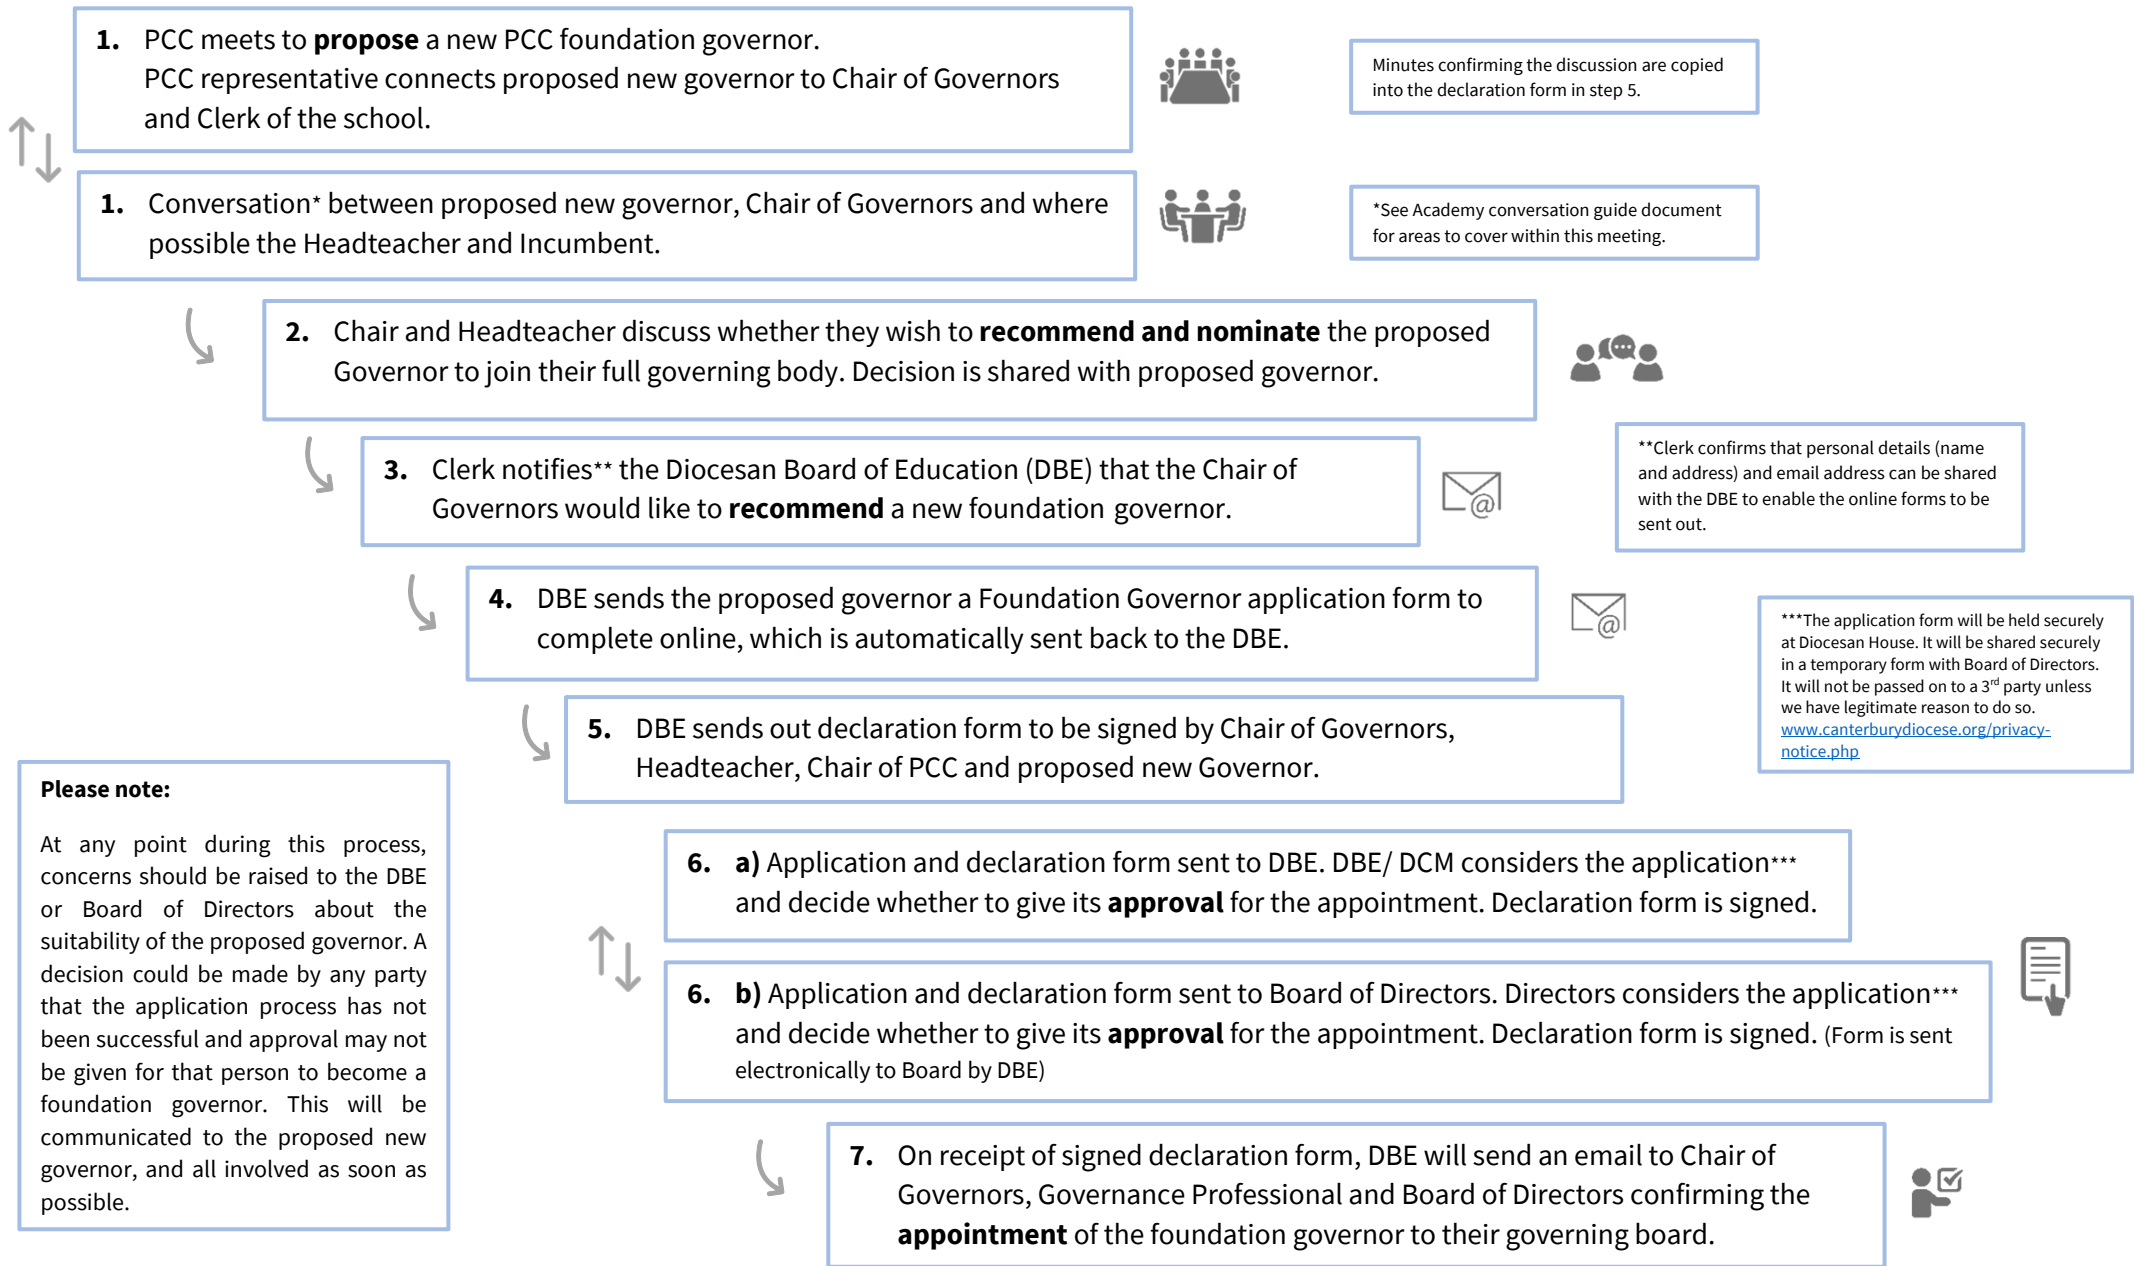 1. PCC meets to propose a new PCC foundation governor.
PCC representative connects proposed new governor to Chair of Governors
and Clerk of the school.
Minutes confirming the discussion are copied
into the declaration form in step 5.
1. Conversation* between proposed new governor, Chair of Governors and where
possible the Headteacher and Incumbent.
*See Academy conversation guide document
for areas to cover within this meeting.
2. Chair and Headteacher discuss whether they wish to recommend and nominate the proposed
Governor to join their full governing body. Decision is shared with proposed governor.
3. Clerk notifies** the Diocesan Board of Education (DBE) that the Chair of
Governors would like to recommend a new foundation governor.
**Clerk confirms that personal details (name
and address) and email address can be shared
with the DBE to enable the online forms to be
sent out.
4. DBE sends the proposed governor a Foundation Governor application form to
complete online, which is automatically sent back to the DBE.
***The application form will be held securely
at Diocesan House. It will be shared securely
in a temporary form with Board of Directors.
It will not be passed on to a 3rd party unless
we have legitimate reason to do so.
www.canterburydiocese.org/privacy-
notice.php
5. DBE sends out declaration form to be signed by Chair of Governors,
Headteacher, Chair of PCC and proposed new Governor.
Please note:
At any point during this process,
concerns should be raised to the DBE
or Board of Directors about the
suitability of the proposed governor. A
decision could be made by any party
that the application process has not
been successful and approval may not
be given for that person to become a
foundation governor. This will be
communicated to the proposed new
governor, and all involved as soon as
possible.
6. a) Application and declaration form sent to DBE. DBE/ DCM considers the application***
and decide whether to give its approval for the appointment. Declaration form is signed.
6. b) Application and declaration form sent to Board of Directors. Directors considers the application***
and decide whether to give its approval for the appointment. Declaration form is signed. (Form is sent
electronically to Board by DBE)
7. On receipt of signed declaration form, DBE will send an email to Chair of
Governors, Governance Professional and Board of Directors confirming the
appointment of the foundation governor to their governing board.